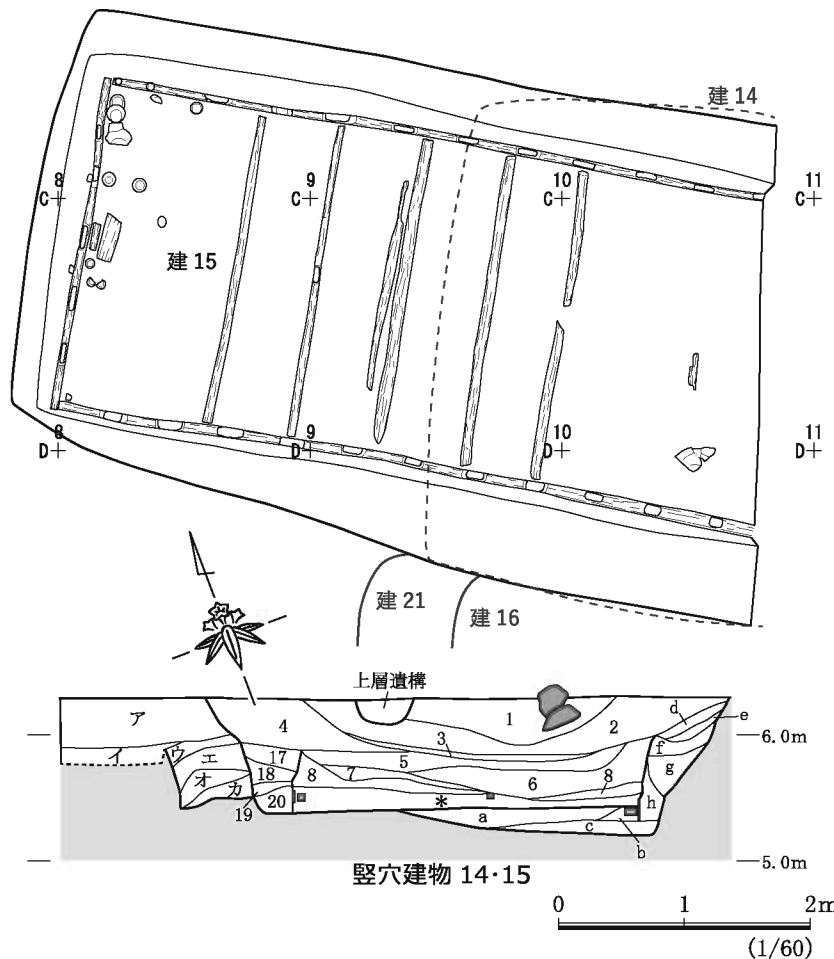 建 14
8 9 10 11
C C C C
建 15
8 9 10 11
D D D D
建 21
建 16
上層遺構
ア 4 1 2 d e
6.0m
イ ウ エ 17 5 3 f
オ カ 18 8 7 6 8 g
19 20 * h
a c b
5.0m
竪穴建物 14・15
0 1 2m
(1/60)